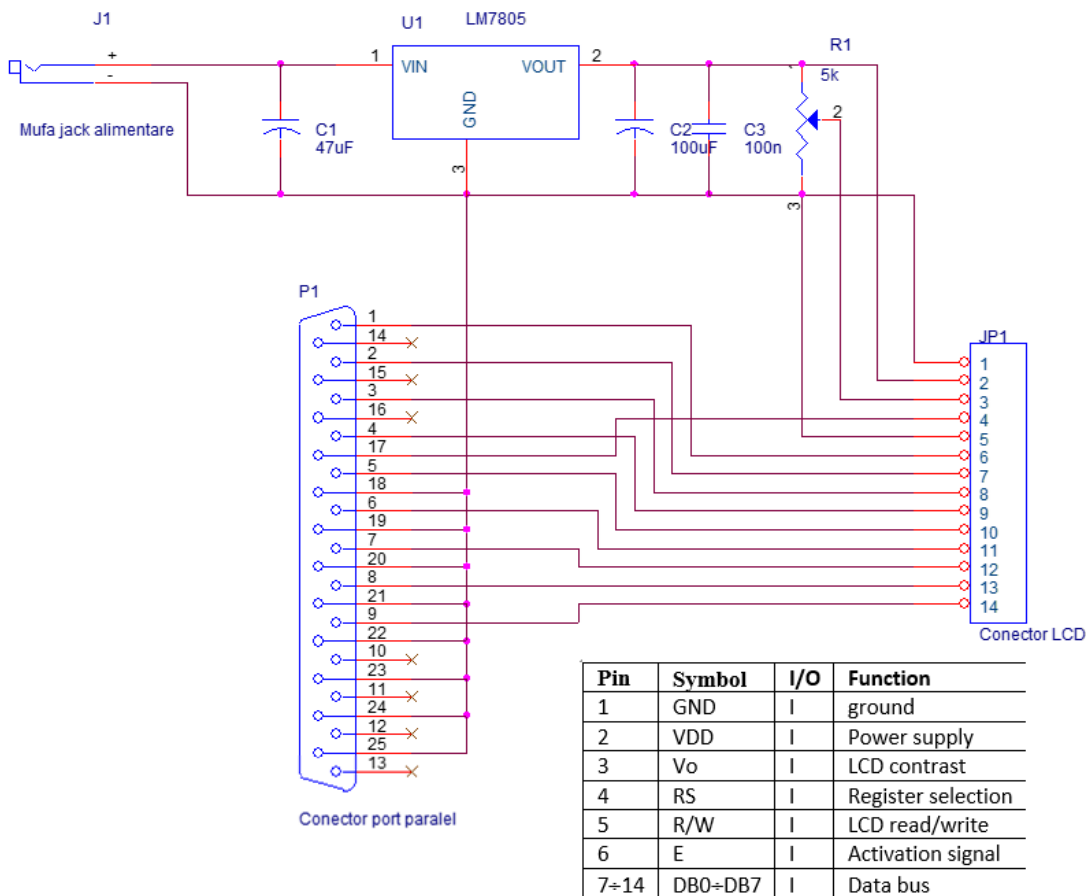 J1
U1 LM7805
R1
5k
+
-
1 VIN VOUT 2
GND
3
Mufa jack alimentare
C1
47uF
C2
100uF
C3
100n
1
2
3
P1
1
14
2
15
3
16
4
17
5
18
6
19
7
20
8
21
9
22
10
23
11
24
12
25
13
Conector port paralel
JP1
1
2
3
4
5
6
7
8
9
10
11
12
13
14
Conector LCD
Pin Symbol I/O Function
1 GND I ground
2 VDD I Power supply
3 Vo I LCD contrast
4 RS I Register selection
5 R/W I LCD read/write
6 E I Activation signal
7÷14 DB0÷DB7 I Data bus